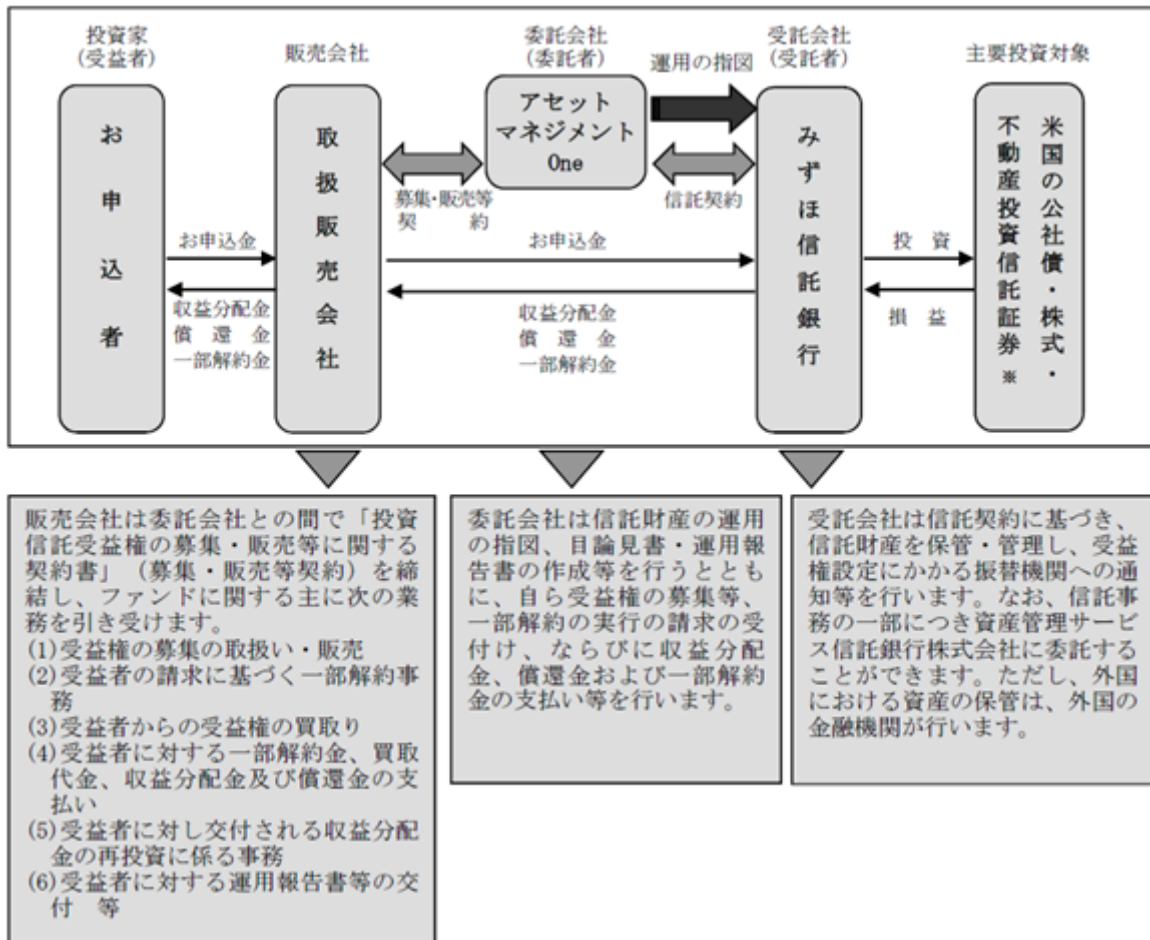 投資家
(受益者)
販売会社
委託会社
(委託者)
運用の指図
受託会社
(受託者)
主要投資対象
お申込者
取扱販売会社
アセット
マネジメント
One
みずほ信託銀行
米国の公社債・株式・
不動産投資信託証券※
募集・販売等
契　約
信託契約
お申込金
収益分配金
償　還　金
一部解約金
お申込金
収益分配金
償　還　金
一部解約金
投　資
損　益
販売会社は委託会社との間で「投資
信託受益権の募集・販売等に関する
契約書」（募集・販売等契約）を締
結し、ファンドに関する主に次の業
務を引き受けます。
(1)受益権の募集の取扱い・販売
(2)受益者の請求に基づく一部解約事
務
(3)受益者からの受益権の買取り
(4)受益者に対する一部解約金、買取
代金、収益分配金及び償還金の支
払い
(5)受益者に対し交付される収益分配
金の再投資に係る事務
(6)受益者に対する運用報告書等の交
付　等
委託会社は信託財産の運用
の指図、目論見書・運用報
告書の作成等を行うととも
に、自ら受益権の募集等、
一部解約の実行の請求の受
付け、ならびに収益分配
金、償還金および一部解約
金の支払い等を行います。
受託会社は信託契約に基づき、
信託財産を保管・管理し、受益
権設定にかかる振替機関への通
知等を行います。なお、信託事
務の一部につき資産管理サービ
ス信託銀行株式会社に委託する
ことができます。ただし、外国
における資産の保管は、外国の
金融機関が行います。